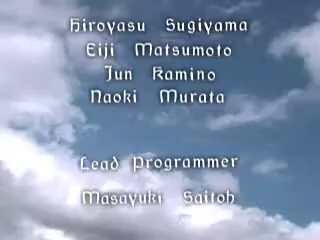 Hiroyasu Sugiyama
Eiji Matsumoto
Jun Kamino
Naoki Murata
Lead Programmer
Masayuki Saitoh